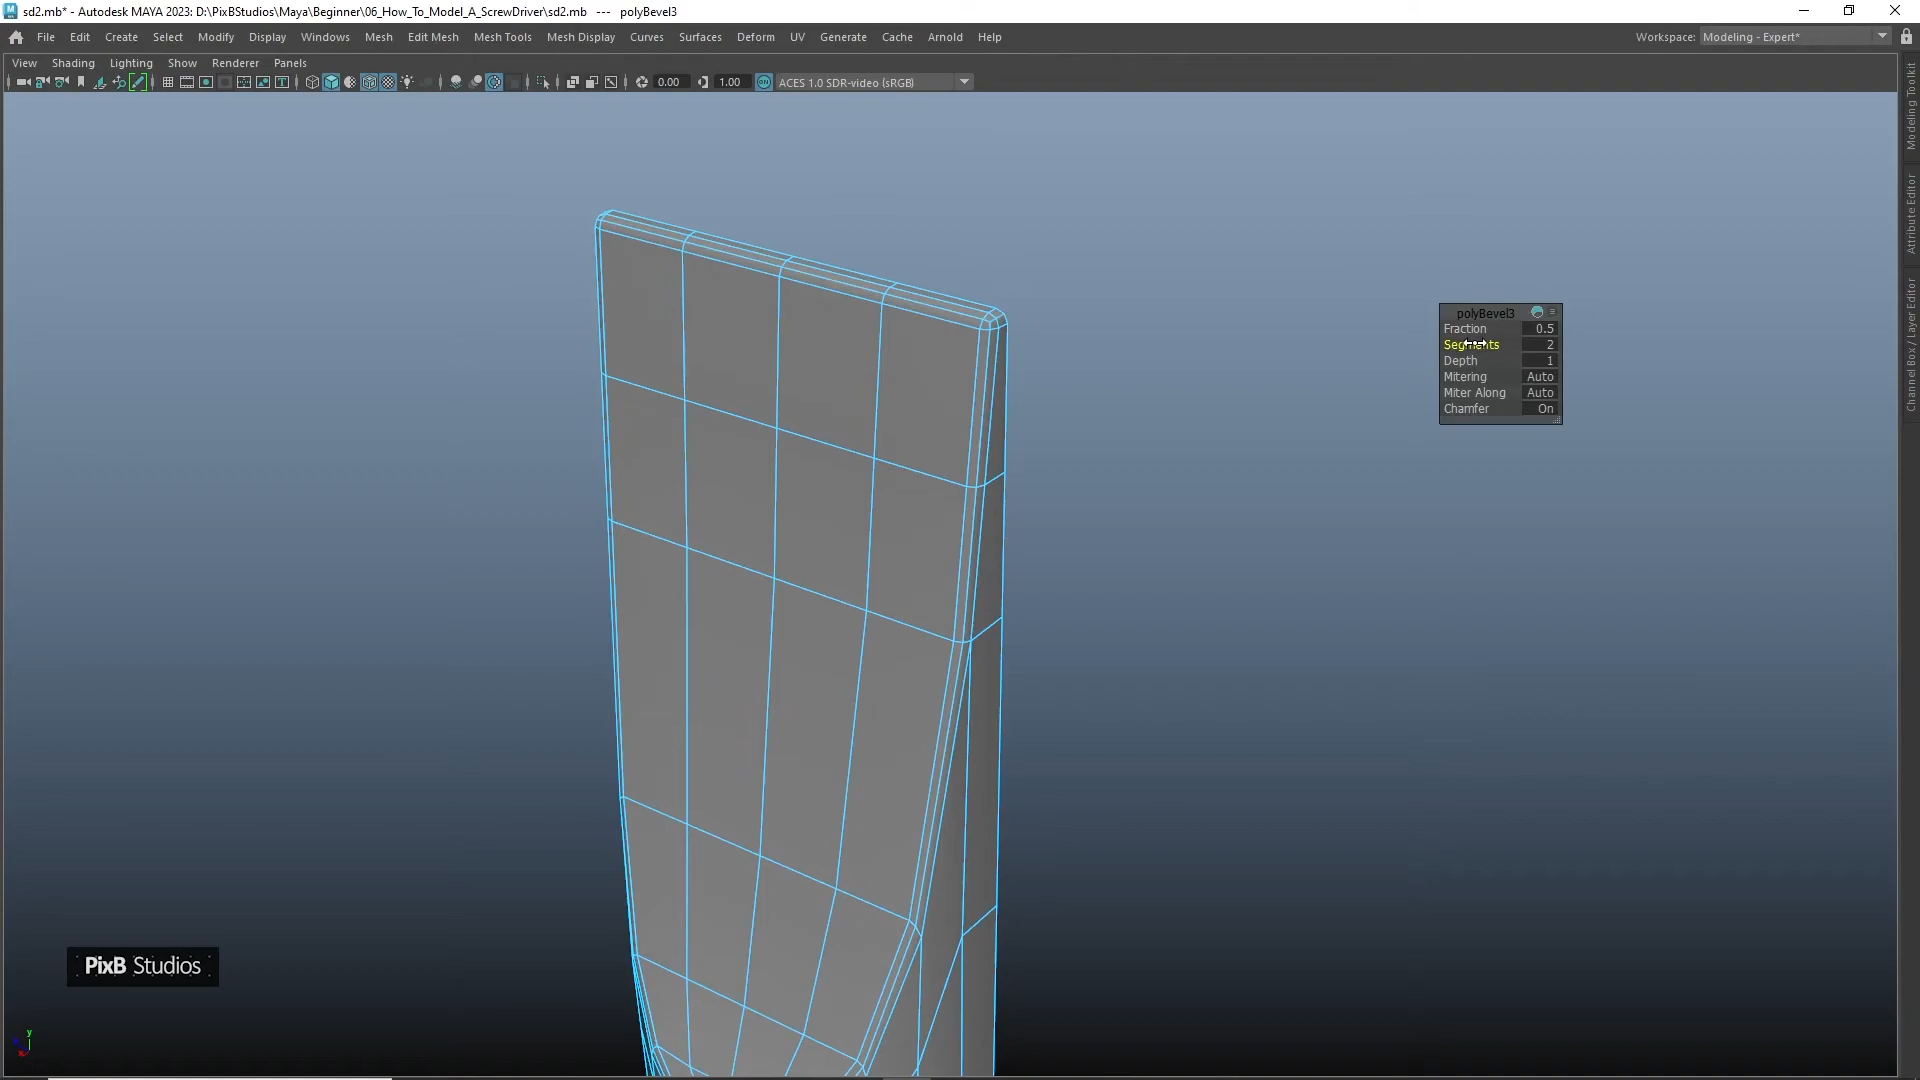 sd2.mb* - Autodesk MAYA 2023: D:\PixBStudios\Maya\Beginner\06_How_To_Model_A_ScrewDriver\sd2.mb --- polyBevel3
File Edit Create Select Modify Display Windows Mesh Edit Mesh Mesh Tools Mesh Display Curves Surfaces Deform UV Generate Cache Arnold Help Workspace: Modeling - Expert*
View Shading Lighting Show Renderer Panels
0.00 1.00 ON ACES 1.0 SDR-video (sRGB)
Modeling Toolkit
Attribute Editor
Channel Box / Layer Editor
polyBevel3
Fraction 0.5
Segments 2
Depth 1
Mitering Auto
Miter Along Auto
Chamfer On
PixB Studios
y
x